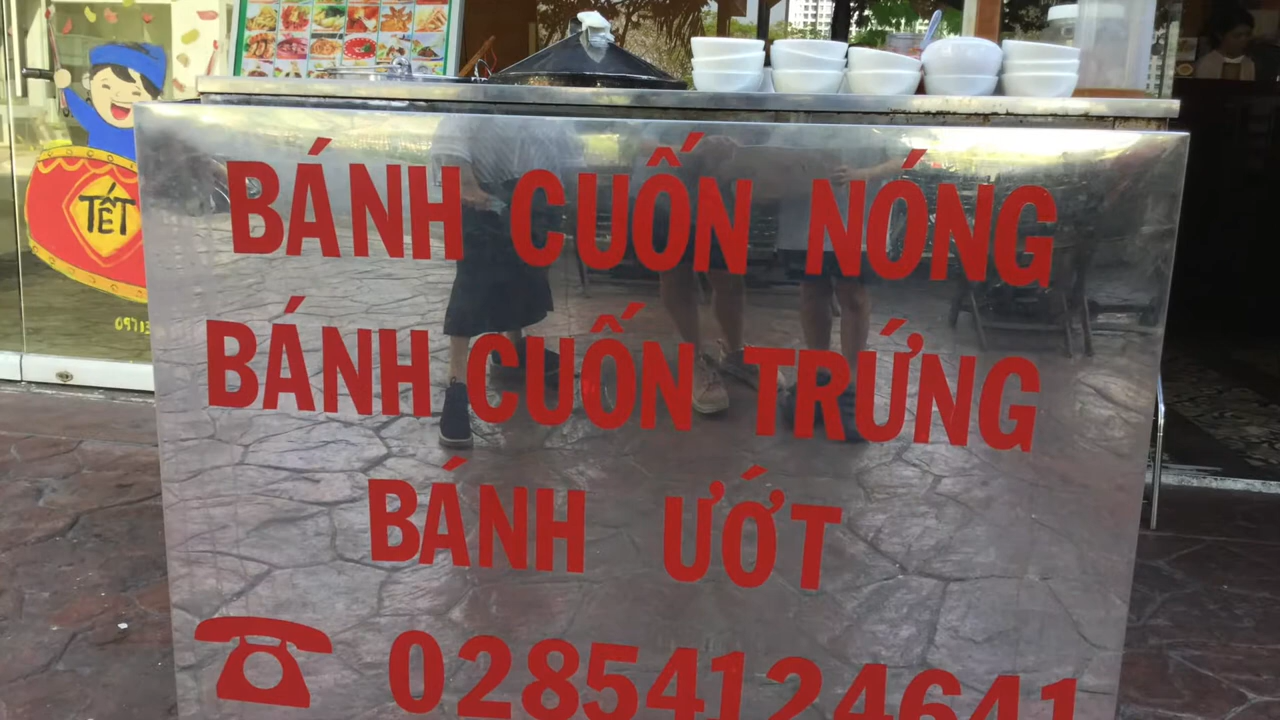 TẾT
BÁNH CUỐN NÓNG
BÁNH CUỐN TRỨNG
BÁNH ƯỚT
02854124641